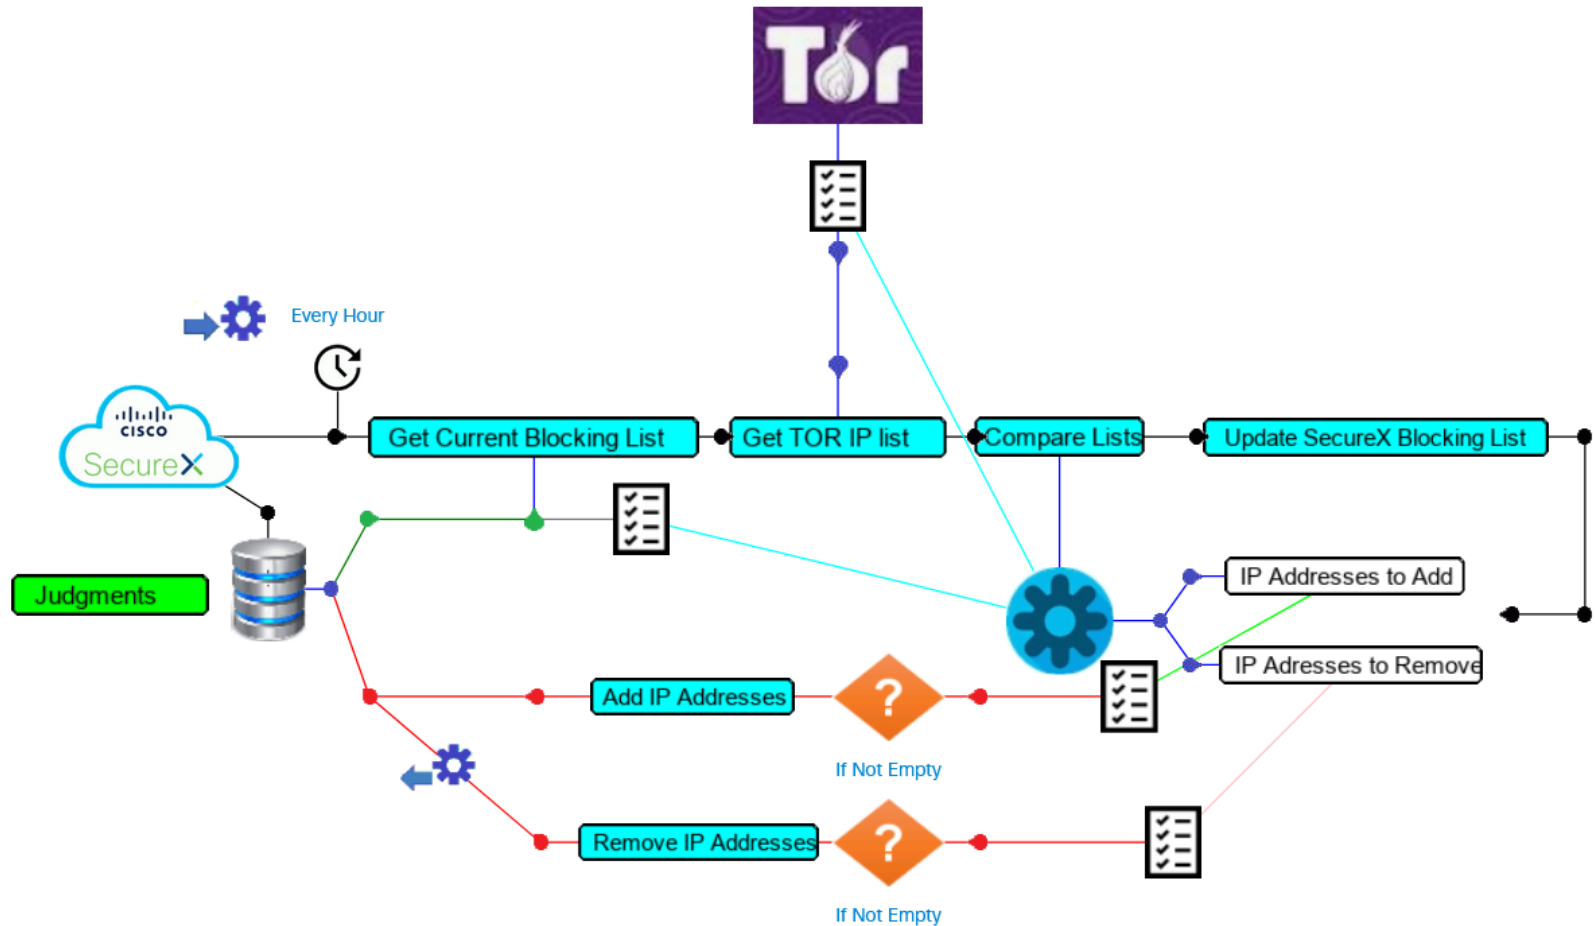 Tor
Every Hour
CISCO
SecureX
Get Current Blocking List
Get TOR IP list
Compare Lists
Update SecureX Blocking List
Judgments
IP Addresses to Add
IP Adresses to Remove
Add IP Addresses
?
If Not Empty
Remove IP Addresses
?
If Not Empty